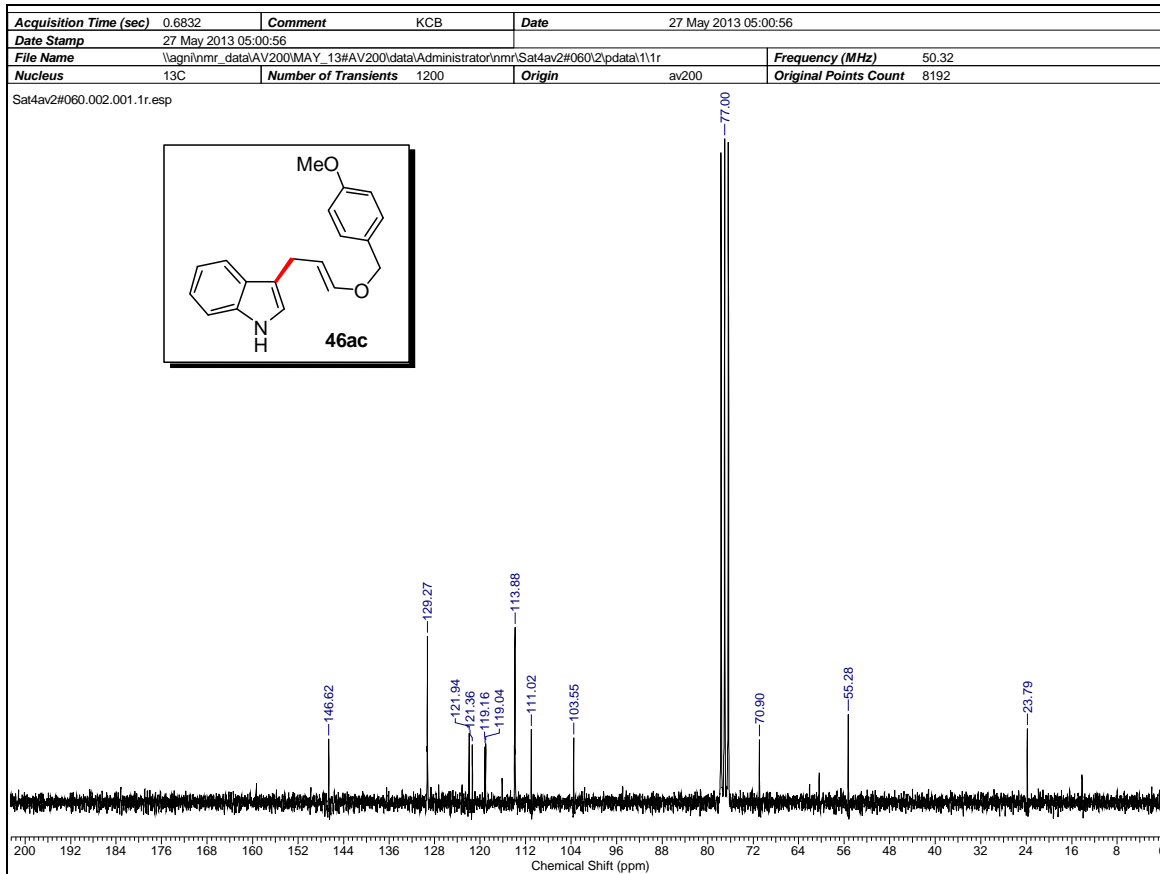 Acquisition Time (sec) 0.6832 Comment KCB Date 27 May 2013 05:00:56
Date Stamp 27 May 2013 05:00:56
File Name \\agni\nmr_data\AV200\MAY_13#AV200\data\Administrator\nmr\Sat4av2#060\2\pdata\1\1r Frequency (MHz) 50.32
Nucleus 13C Number of Transients 1200 Origin av200 Original Points Count 8192
Sat4av2#060.002.001.1r.esp
MeO
O
N
H
46ac
146.62
129.27
121.94
121.36
119.16
119.04
113.88
111.02
103.55
77.00
70.90
55.28
23.79
200 192 184 176 168 160 152 144 136 128 120 112 104 96 88 80 72 64 56 48 40 32 24 16 8
Chemical Shift (ppm)